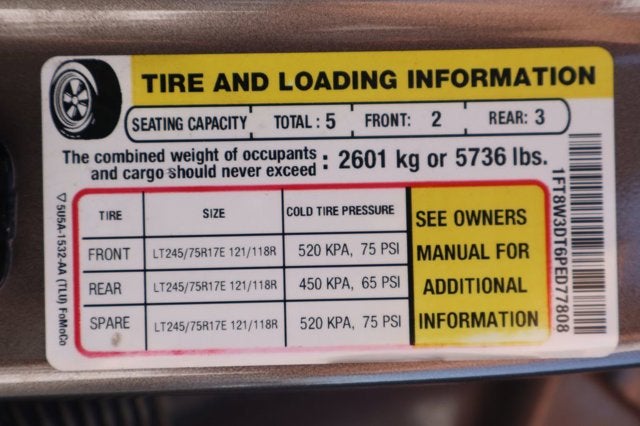 TIRE AND LOADING INFORMATION
SEATING CAPACITY TOTAL : 5 FRONT: 2 REAR: 3
The combined weight of occupants
and cargo should never exceed : 2601 kg or 5736 lbs.
TIRE SIZE COLD TIRE PRESSURE
FRONT LT245/75R17E 121/118R 520 KPA, 75 PSI
REAR LT245/75R17E 121/118R 450 KPA, 65 PSI
SPARE LT245/75R17E 121/118R 520 KPA, 75 PSI
SEE OWNERS
MANUAL FOR
ADDITIONAL
INFORMATION
5U5A-1532-AA (TLU) FoMoCo
1FT8W3DT6PED77808